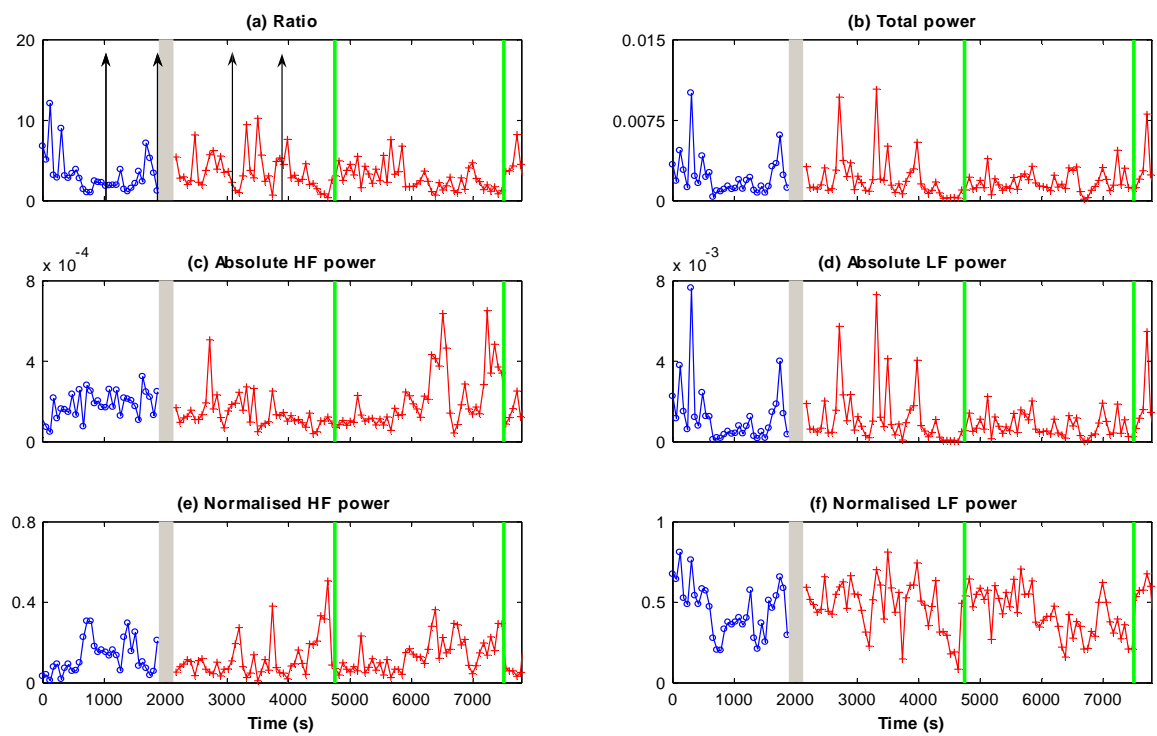 (a) Ratio
20
15
10
5
0
(b) Total power
0.015
0.0075
0
(c) Absolute HF power
x 10^-4
8
4
0
(d) Absolute LF power
x 10^-3
8
4
0
(e) Normalised HF power
0.8
0.4
0
0 1000 2000 3000 4000 5000 6000 7000
Time (s)
(f) Normalised LF power
1
0.5
0
0 1000 2000 3000 4000 5000 6000 7000
Time (s)